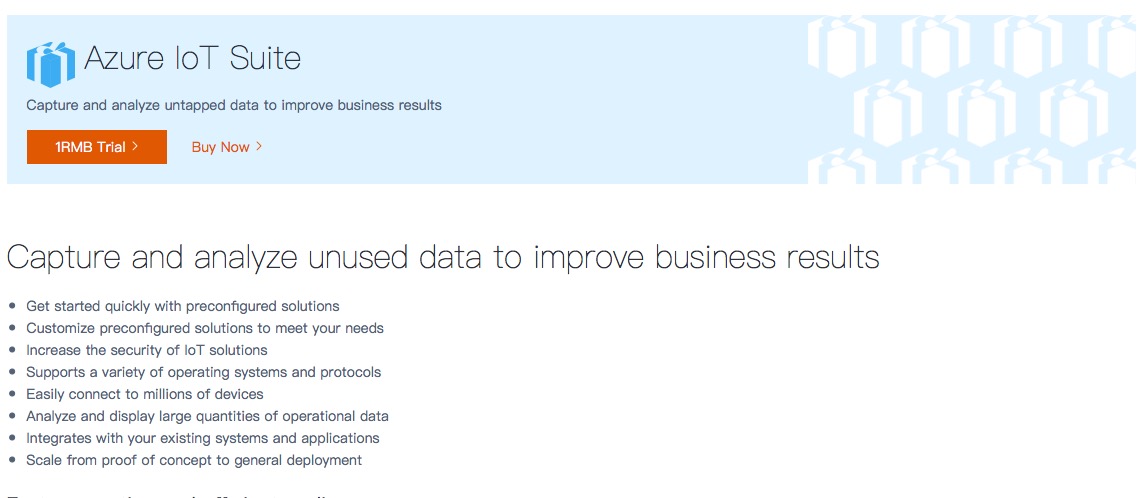 Azure IoT Suite
Capture and analyze untapped data to improve business results
1RMB Trial >
Buy Now >
Capture and analyze unused data to improve business results
• Get started quickly with preconfigured solutions
• Customize preconfigured solutions to meet your needs
• Increase the security of IoT solutions
• Supports a variety of operating systems and protocols
• Easily connect to millions of devices
• Analyze and display large quantities of operational data
• Integrates with your existing systems and applications
• Scale from proof of concept to general deployment